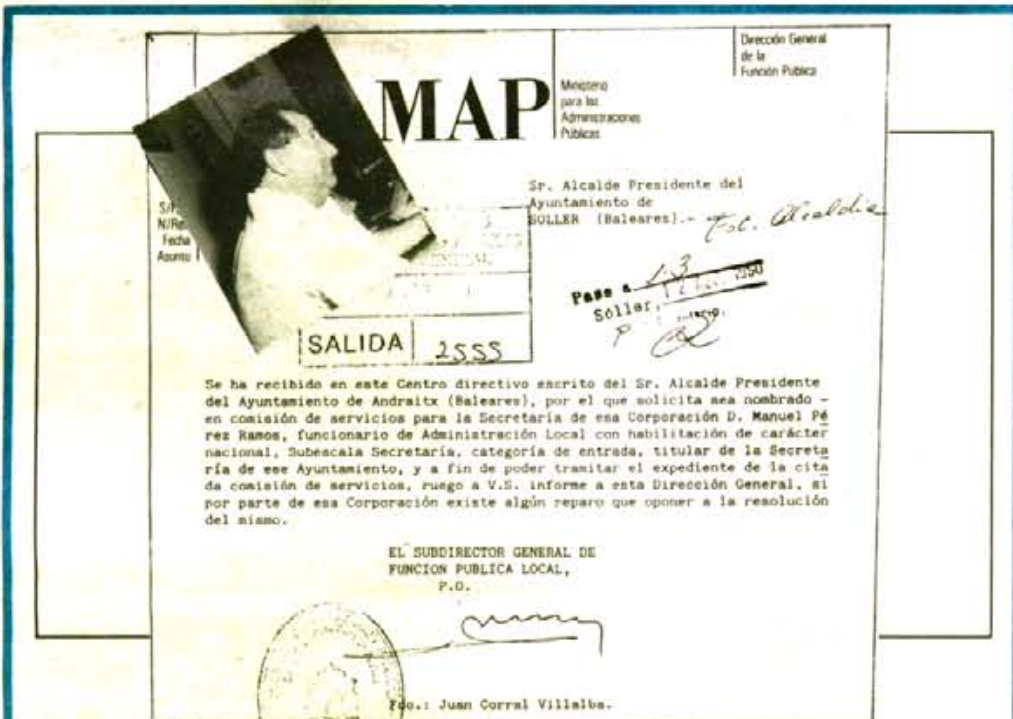 Dirección General
de la
Función Pública
MAP
Ministerio
para las
Administraciones
Públicas
Sr. Alcalde Presidente del
Ayuntamiento de
SOLLER (Baleares).-
Alcaldia
S/
N/Re
Fecha
Asunto
Pase a 1.3
Sóller,
SALIDA 2555
Se ha recibido en este Centro directivo escrito del Sr. Alcalde Presidente
del Ayuntamiento de Andraitx (Baleares), por el que solicita sea nombrado -
en comisión de servicios para la Secretaría de esa Corporación D. Manuel Pé
rez Ramos, funcionario de Administración Local con habilitación de carácter
nacional, Subescala Secretaría, categoría de entrada, titular de la Secreta
ría de ese Ayuntamiento, y a fin de poder tramitar el expediente de la cita
da comisión de servicios, ruego a V.S. informe a esta Dirección General, si
por parte de esa Corporación existe algún reparo que oponer a la resolución
del mismo.
EL SUBDIRECTOR GENERAL DE
FUNCION PUBLICA LOCAL,
P.O.
Fdo.: Juan Corral Villalba.